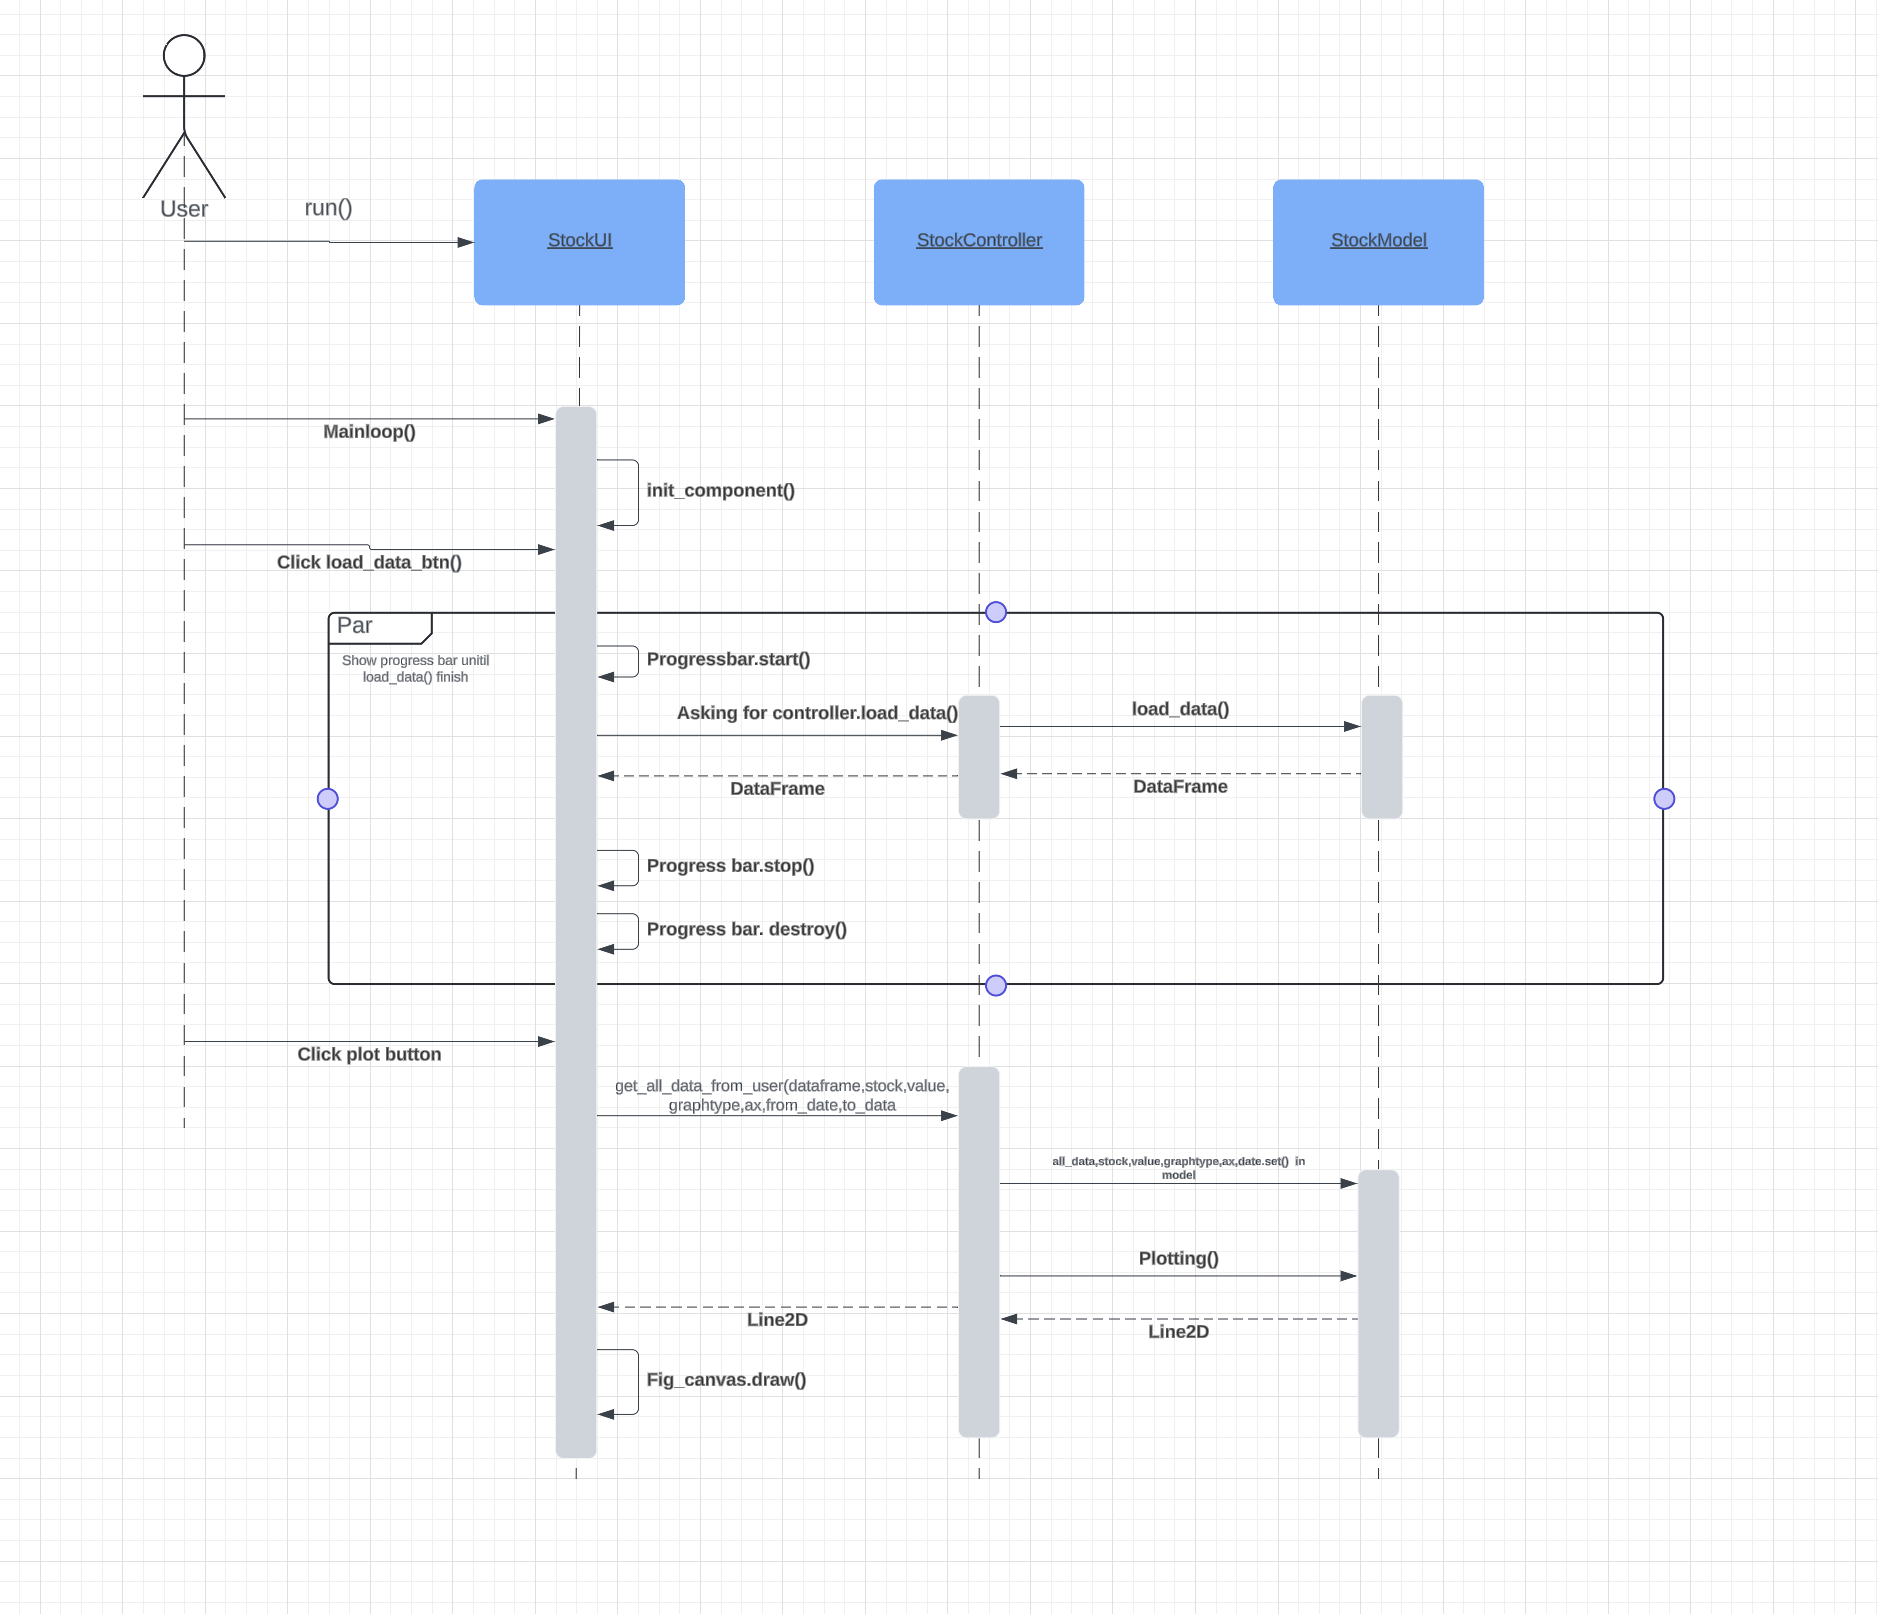 User
run()
StockUI
StockController
StockModel
Mainloop()
init_component()
Click load_data_btn()
Par
Show progress bar unitil
load_data() finish
Progressbar.start()
Asking for controller.load_data()
load_data()
DataFrame
DataFrame
Progress bar.stop()
Progress bar. destroy()
Click plot button
get_all_data_from_user(dataframe,stock,value,
graphtype,ax,from_date,to_data
all_data,stock,value,graphtype,ax,date.set()  in
model
Plotting()
Line2D
Line2D
Fig_canvas.draw()